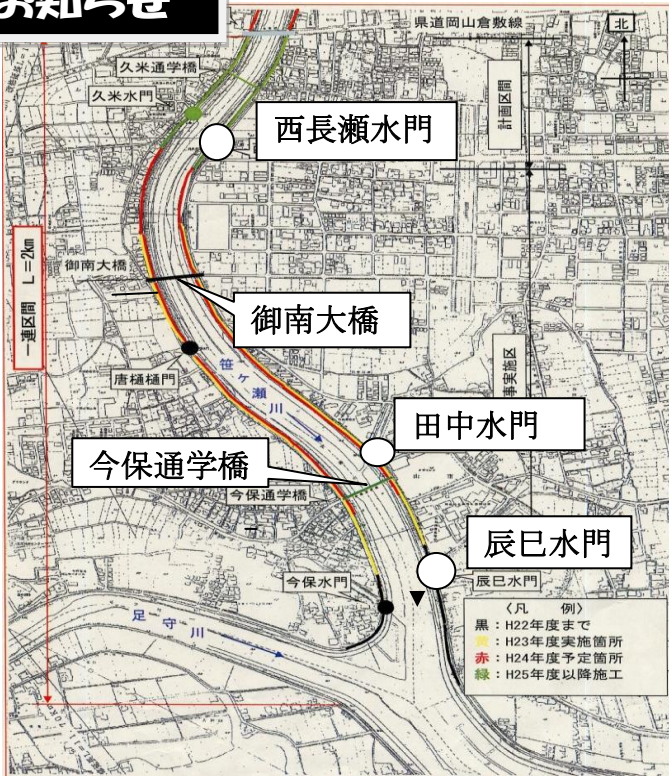 お知らせ
県道岡山倉敷線
北
久米通学橋
久米水門
計画区間
西長瀬水門
一連区間 L=2km
御南大橋
御南大橋
唐樋樋門
笹ヶ瀬川
事実施区
田中水門
今保通学橋
今保通学橋
辰巳水門
今保水門
辰巳水門
足守川
〈凡 例〉
黒:H22年度まで
黄:H23年度実施箇所
赤:H24年度予定箇所
緑:H25年度以降施工